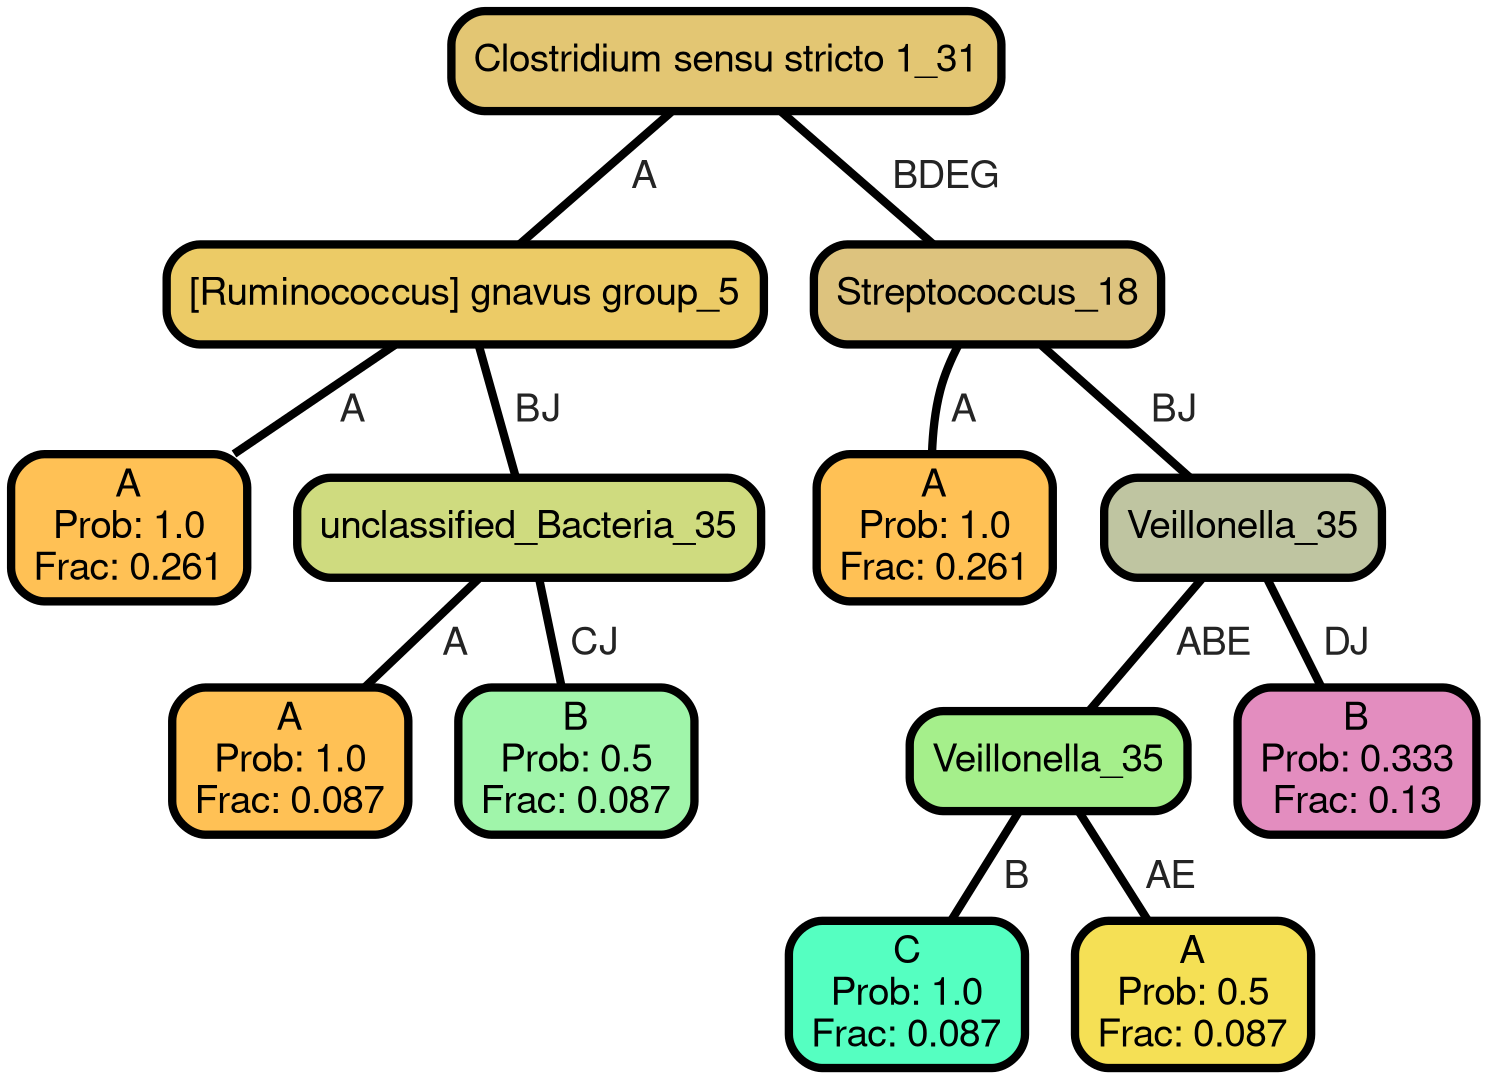 Clostridium sensu stricto 1_31
A
BDEG
[Ruminococcus] gnavus group_5
Streptococcus_18
A
BJ
A
BJ
A
Prob: 1.0
Frac: 0.261
unclassified_Bacteria_35
A
Prob: 1.0
Frac: 0.261
Veillonella_35
A
CJ
ABE
DJ
A
Prob: 1.0
Frac: 0.087
B
Prob: 0.5
Frac: 0.087
Veillonella_35
B
Prob: 0.333
Frac: 0.13
B
AE
C
Prob: 1.0
Frac: 0.087
A
Prob: 0.5
Frac: 0.087